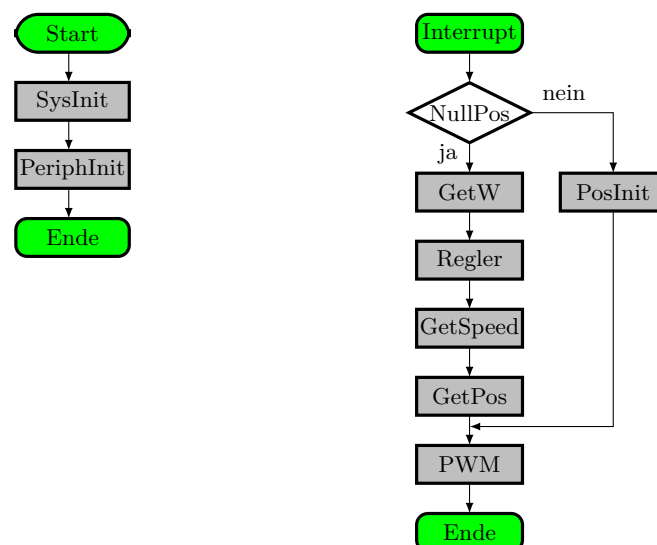 Start
SysInit
PeriphInit
Ende
Interrupt
NullPos
nein
ja
GetW
PosInit
Regler
GetSpeed
GetPos
PWM
Ende